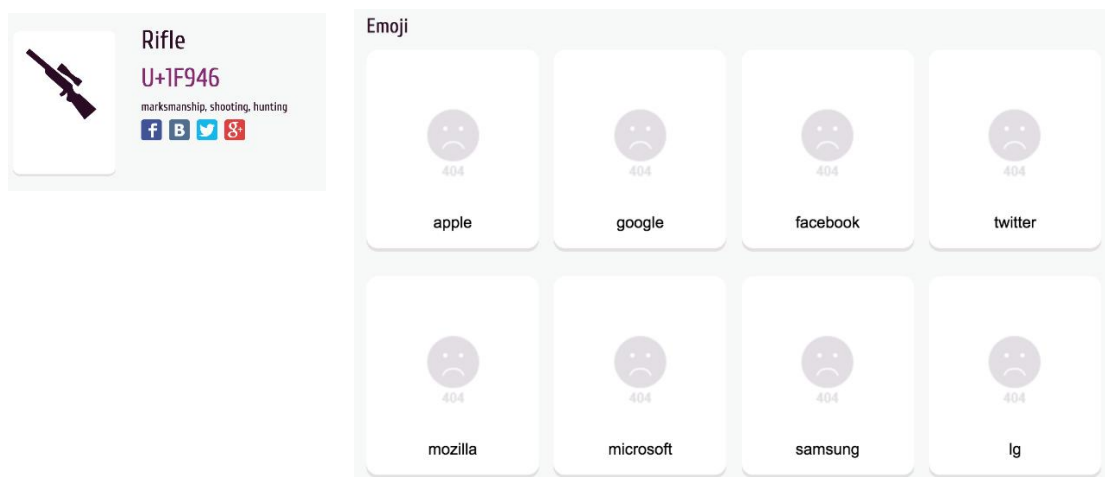 Rifle
U+1F946
marksmanship, shooting, hunting
f B g+
Emoji
404 404 404 404
apple google facebook twitter
404 404 404 404
mozilla microsoft samsung lg